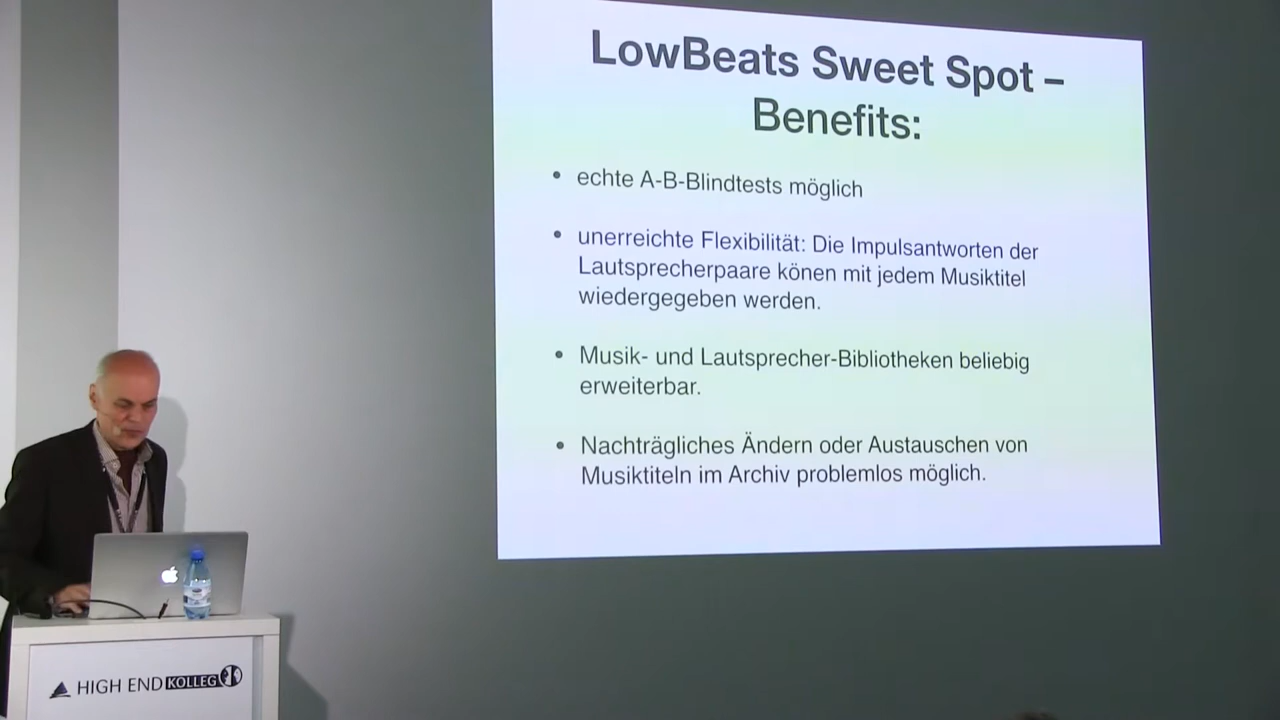 LowBeats Sweet Spot –
Benefits:
• echte A-B-Blindtests möglich
• unerreichte Flexibilität: Die Impulsantworten der
Lautsprecherpaare könen mit jedem Musiktitel
wiedergegeben werden.
• Musik- und Lautsprecher-Bibliotheken beliebig
erweiterbar.
• Nachträgliches Ändern oder Austauschen von
Musiktiteln im Archiv problemlos möglich.
HIGH END KOLLEG